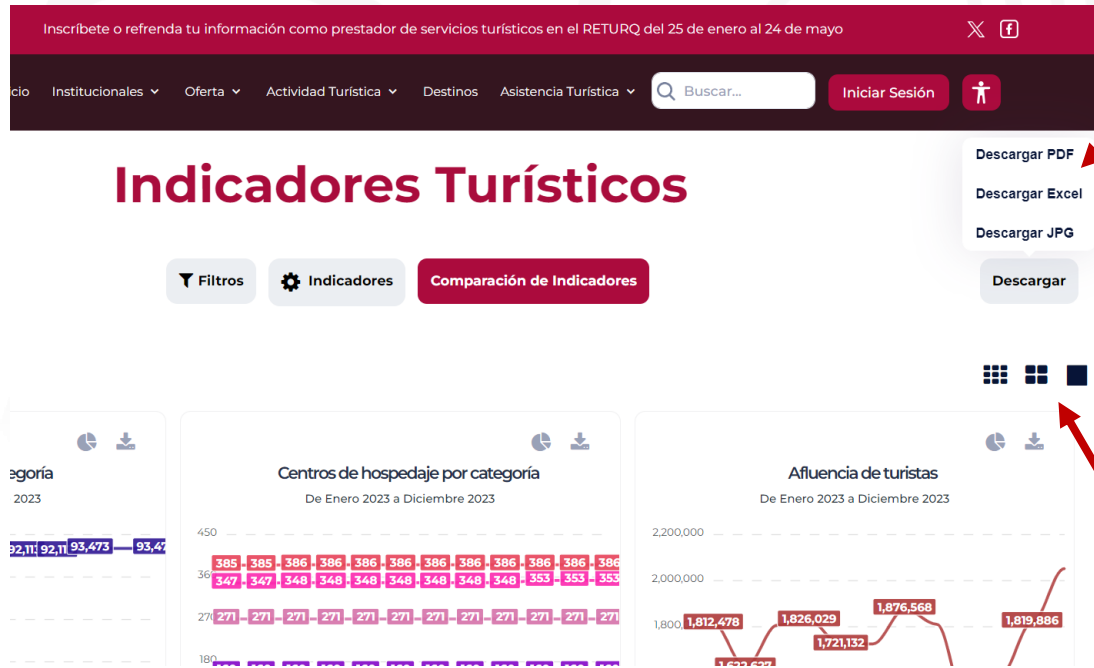 Inscríbete o refrenda tu información como prestador de servicios turísticos en el RETURQ del 25 de enero al 24 de mayo
cio Institucionales Oferta Actividad Turística Destinos Asistencia Turística Buscar... Iniciar Sesión
Descargar PDF
Descargar Excel
Descargar JPG
Indicadores Turísticos
Filtros Indicadores Comparación de Indicadores Descargar
egoría
2023
93,473
Centros de hospedaje por categoría
De Enero 2023 a Diciembre 2023
450
385 385 386 386 386 386 386 386 386 386 386 386
347 347 348 348 348 348 348 348 348 353 353 353
270 271 271 271 271 271 271 271 271 271 271 271 271
180
Afluencia de turistas
De Enero 2023 a Diciembre 2023
2,200,000
2,000,000
1,876,568
1,800, 1,812,478 1,826,029 1,819,886
1,721,132